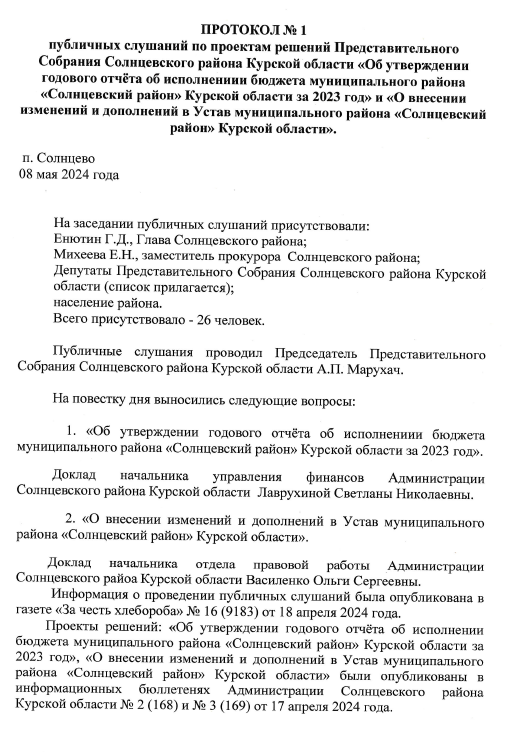 ПРОТОКОЛ № 1
публичных слушаний по проектам решений Представительного
Собрания Солнцевского района Курской области «Об утверждении
годового отчёта об исполнениии бюджета муниципального района
«Солнцевский район» Курской области за 2023 год» и «О внесении
изменений и дополнений в Устав муниципального района «Солнцевский
район» Курской области».
п. Солнцево
08 мая 2024 года
На заседании публичных слушаний присутствовали:
Енютин Г.Д., Глава Солнцевского района;
Михеева Е.Н., заместитель прокурора Солнцевского района;
Депутаты Представительного Собрания Солнцевского района Курской
области (список прилагается);
население района.
Всего присутствовало - 26 человек.
Публичные слушания проводил Председатель Представительного
Собрания Солнцевского района Курской области А.П. Марухач.
На повестку дня выносились следующие вопросы:
1. «Об утверждении годового отчёта об исполнениии бюджета
муниципального района «Солнцевский район» Курской области за 2023 год».
Доклад начальника управления финансов Администрации
Солнцевского района Курской области Лаврухиной Светланы Николаевны.
2. «О внесении изменений и дополнений в Устав муниципального
района «Солнцевский район» Курской области».
Доклад начальника отдела правовой работы Администрации
Солнцевского райоа Курской области Василенко Ольги Сергеевны.
Информация о проведении публичных слушаний была опубликована в
газете «За честь хлебороба» № 16 (9183) от 18 апреля 2024 года.
Проекты решений: «Об утверждении годового отчёта об исполнении
бюджета муниципального района «Солнцевский район» Курской области за
2023 год», «О внесении изменений и дополнений в Устав муниципального
района «Солнцевский район» Курской области» были опубликованы в
информационных бюллетенях Администрации Солнцевского района
Курской области № 2 (168) и № 3 (169) от 17 апреля 2024 года.